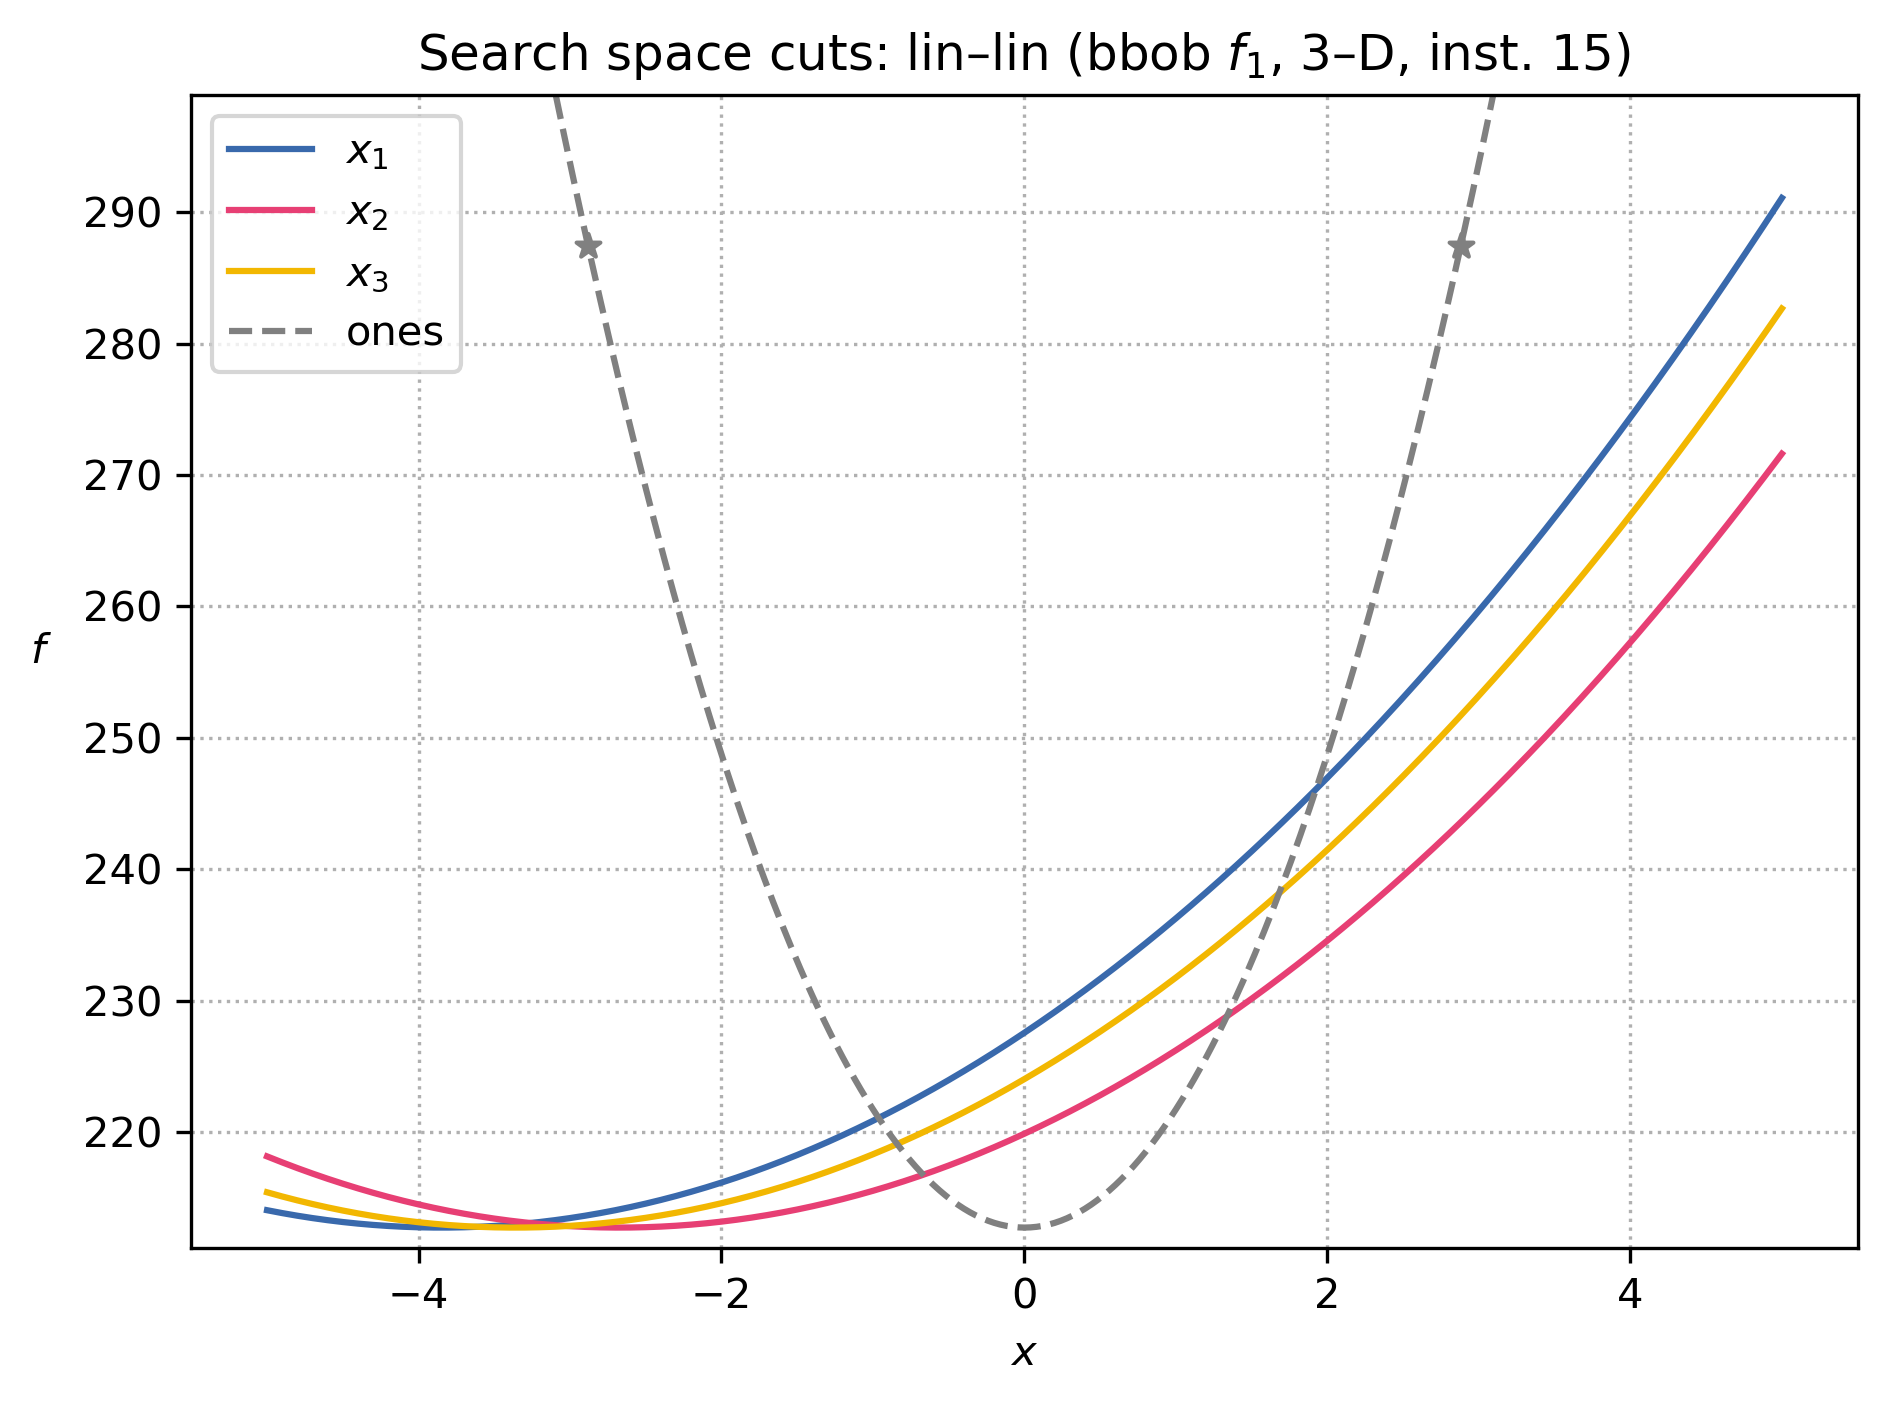 Search space cuts: lin–lin (bbob f₁, 3–D, inst. 15)
x₁
x₂
x₃
ones
f
290
280
270
260
250
240
230
220
−4
−2
0
2
4
x